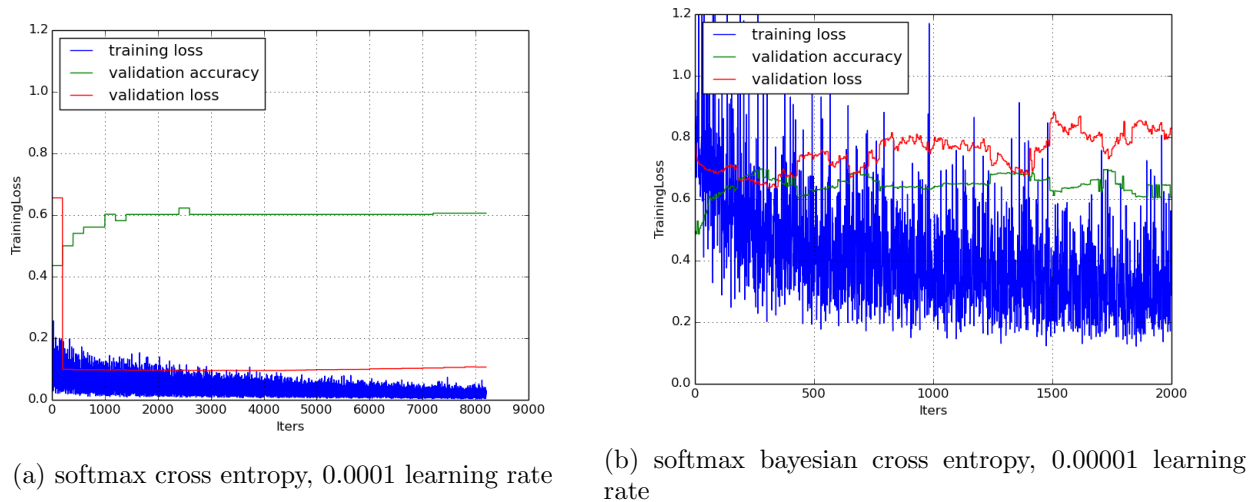 1.2
1.0
0.8
0.6
0.4
0.2
0.0
TrainingLoss
training loss
validation accuracy
validation loss
0 1000 2000 3000 4000 5000 6000 7000 8000 9000
Iters
(a) softmax cross entropy, 0.0001 learning rate
1.2
1.0
0.8
0.6
0.4
0.2
0.0
TrainingLoss
training loss
validation accuracy
validation loss
0 500 1000 1500 2000
Iters
(b) softmax bayesian cross entropy, 0.00001 learning
rate